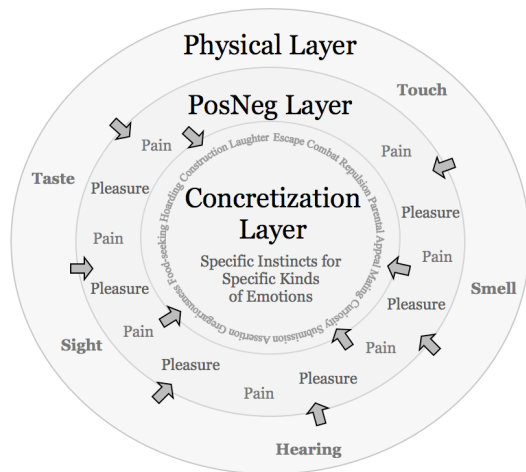 Physical Layer
Touch
PosNeg Layer
Pain
Pain
Taste
Pleasure
Pleasure
Escape Combat Repulsion Parental Appeal Mating Curiosity Submission Assertion Gregariousness Food-seeking Hoarding Construction Laughter
Concretization
Layer
Specific Instincts for
Specific Kinds
of Emotions
Pain
Pain
Pleasure
Pleasure
Smell
Sight
Pain
Pain
Pleasure
Pleasure
Pain
Hearing